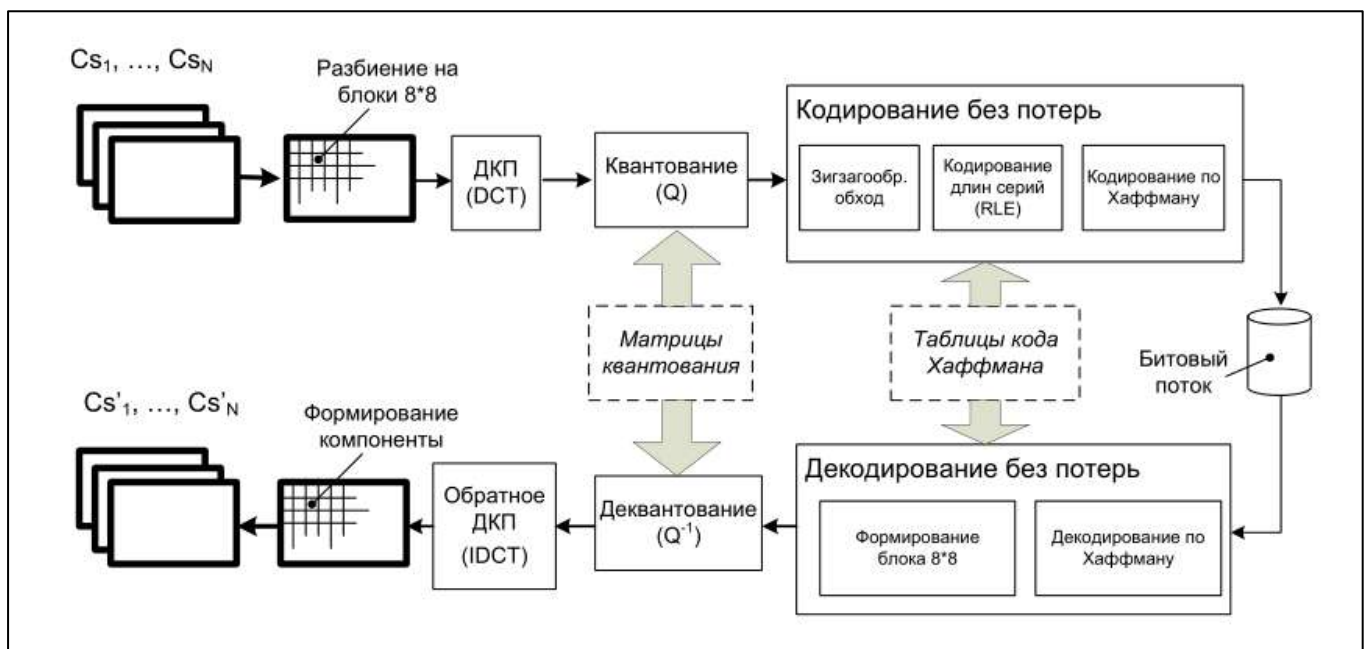 Cs₁, …, Csₙ
Разбиение на
блоки 8*8
ДКП
(DCT)
Квантование
(Q)
Кодирование без потерь
Зигзагообр.
обход
Кодирование
длин серий
(RLE)
Кодирование по
Хаффману
Матрицы
квантования
Таблицы кода
Хаффмана
Битовый
поток
Cs’₁, …, Cs’ₙ
Формирование
компоненты
Обратное
ДКП
(IDCT)
Деквантование
(Q⁻¹)
Декодирование без потерь
Формирование
блока 8*8
Декодирование по
Хаффману